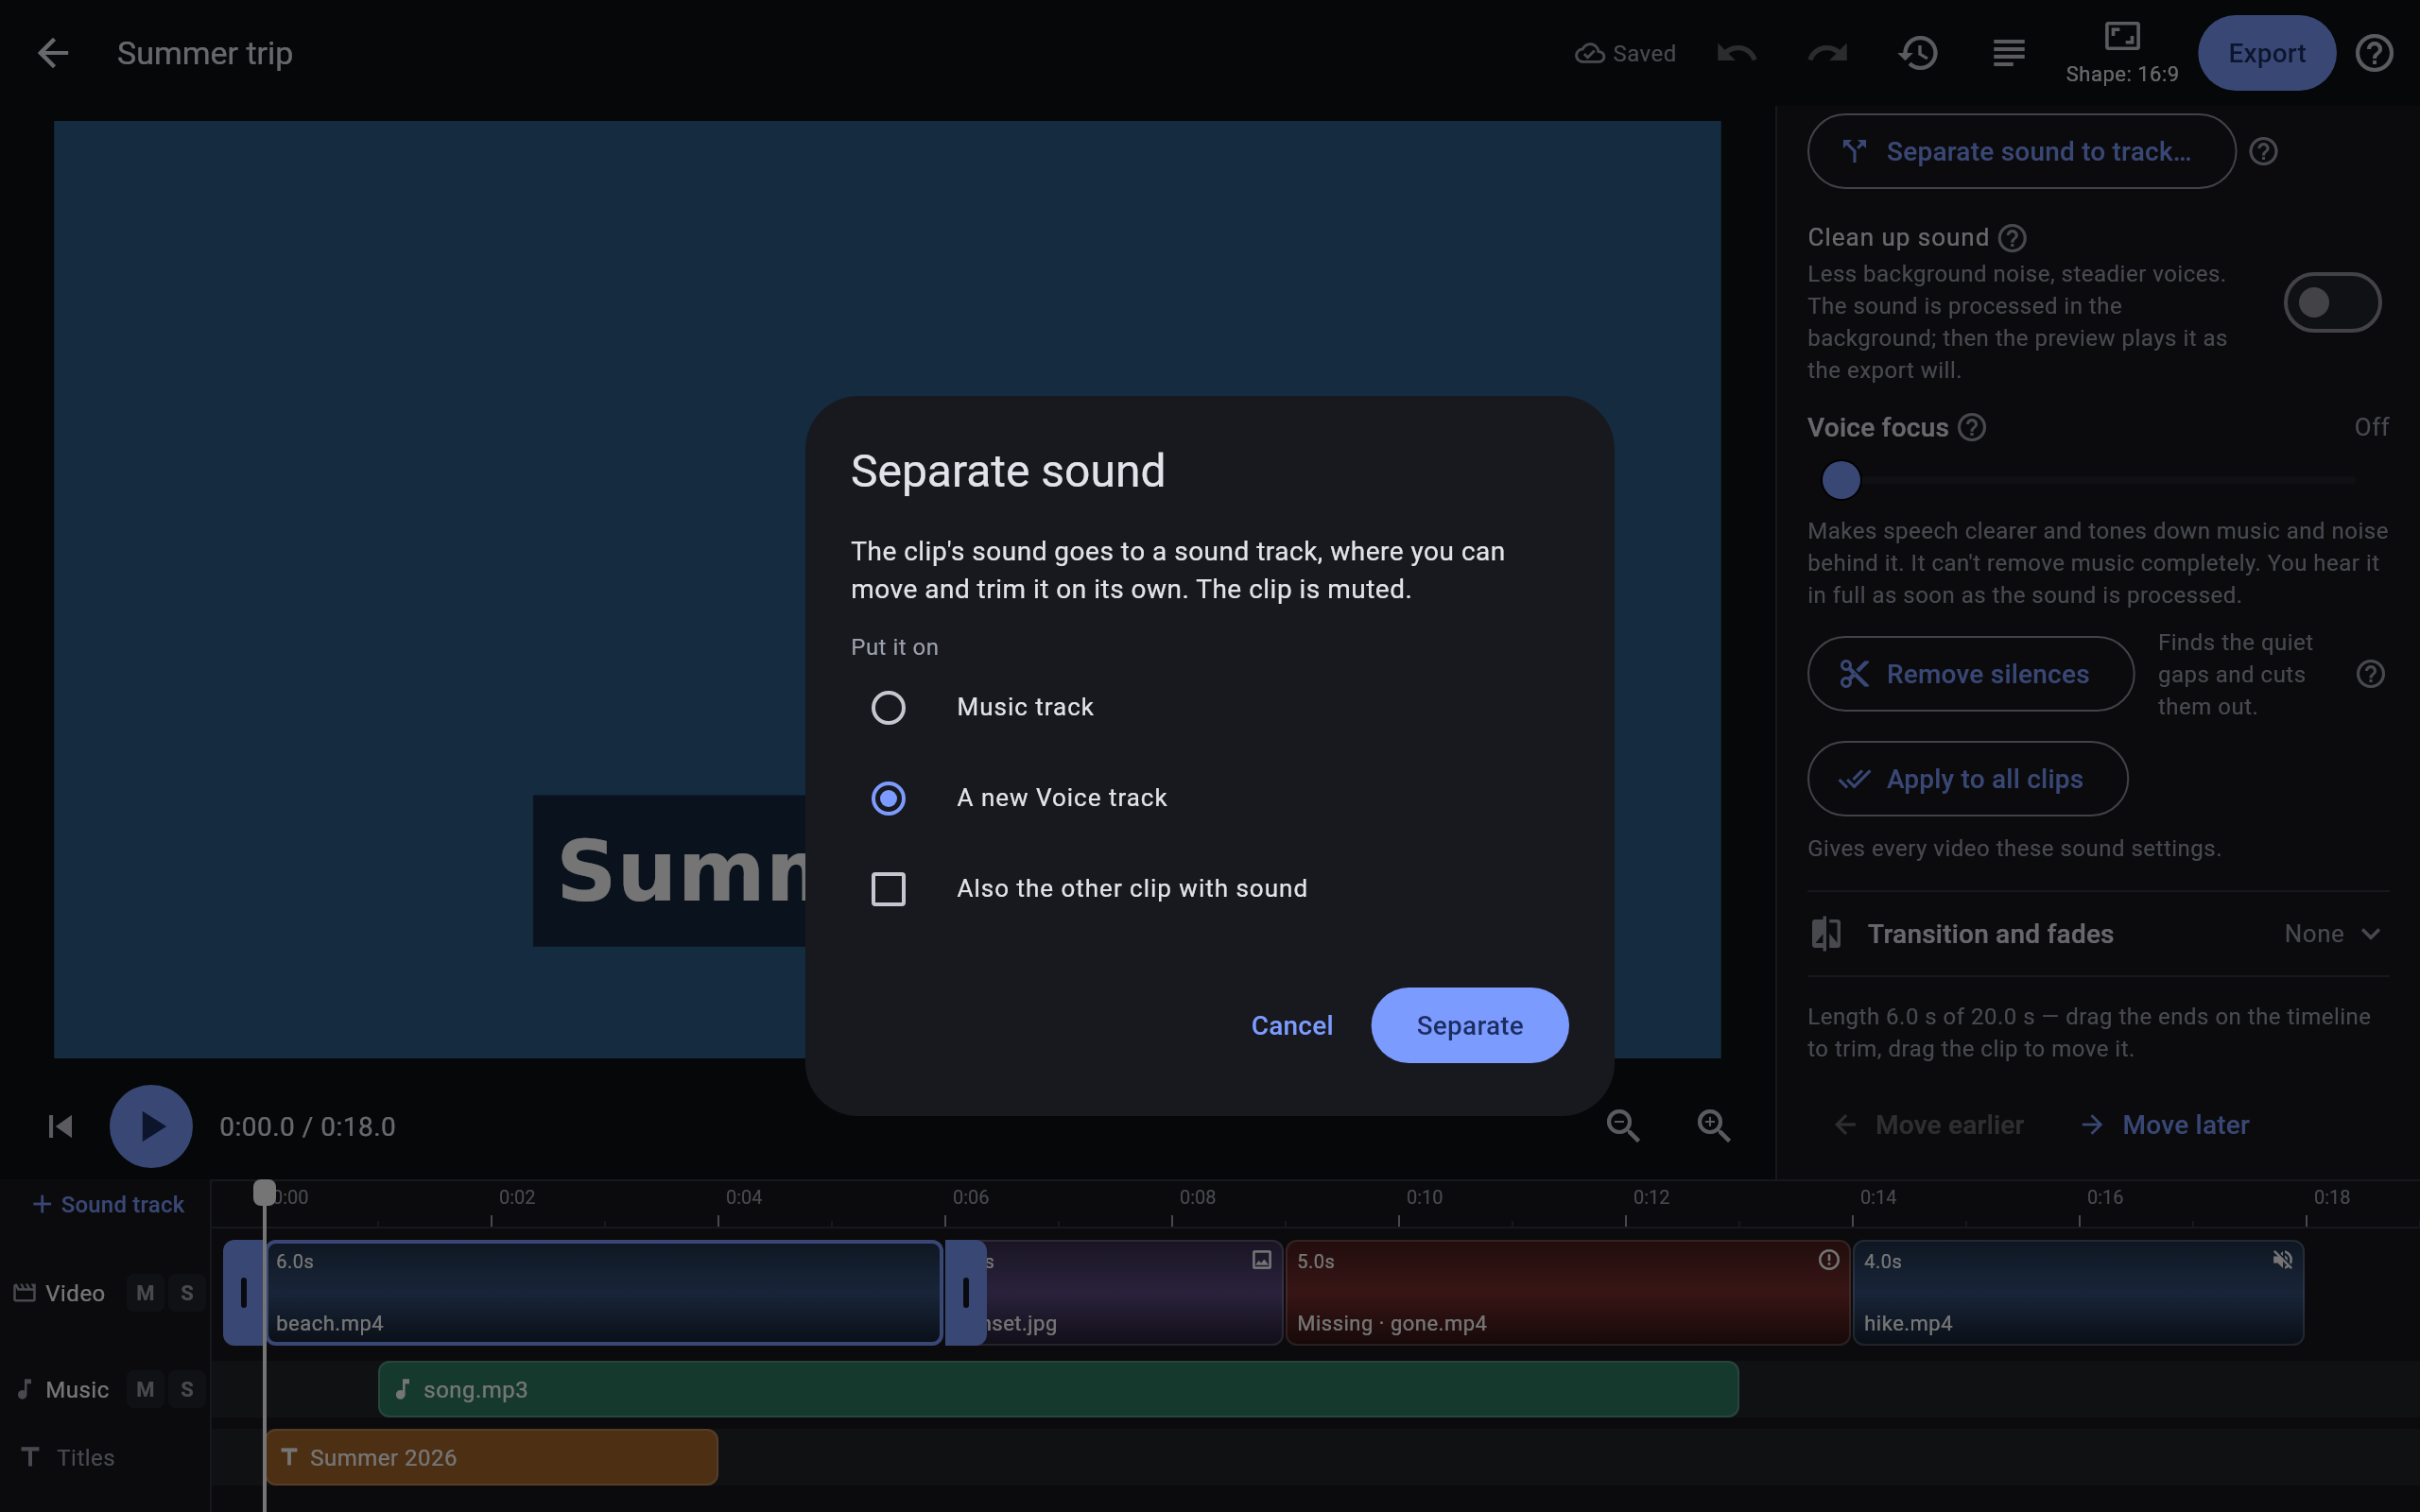 Summer trip
Saved
Shape: 16:9
Export
Separate sound to track...
Clean up sound
Less background noise, steadier voices.
The sound is processed in the
background; then the preview plays it as
the export will.
Voice focus
Off
Makes speech clearer and tones down music and noise
behind it. It can't remove music completely. You hear it
in full as soon as the sound is processed.
Remove silences
Finds the quiet
gaps and cuts
them out.
Apply to all clips
Gives every video these sound settings.
Transition and fades
None
Length 6.0 s of 20.0 s — drag the ends on the timeline
to trim, drag the clip to move it.
Move earlier
Move later
Separate sound
The clip's sound goes to a sound track, where you can
move and trim it on its own. The clip is muted.
Put it on
Music track
A new Voice track
Also the other clip with sound
Cancel
Separate
0:00.0 / 0:18.0
Sound track
0:00 0:02 0:04 0:06 0:08 0:10 0:12 0:14 0:16 0:18
Video M S
6.0s
beach.mp4
5.0s
Missing · gone.mp4
4.0s
hike.mp4
Music M S
song.mp3
Titles
Summer 2026